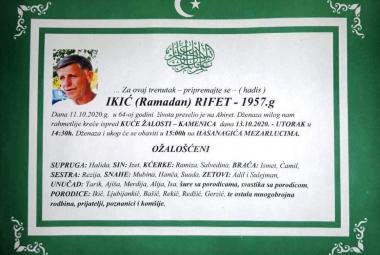 ... Za ovaj trenutak – pripremajte se – ( hadis )
IKIĆ (Ramadan) RIFET - 1957.g
Dana 11.10.2020.g. u 64-oj godini života preselio je na Ahiret. Dženaza milog nam
rahmetlije kreće ispred KUĆE ŽALOSTI – KAMENICA dana 13.10.2020. - UTORAK u
14:30h. Dženaza i ukop će se obaviti u 15:00h na HASANAGIĆA MEZARLUCIMA.
OŽALOŠĆENI
SUPRUGA: Halida, SIN: Izet, KĆERKE: Ramiza, Salvedina, BRAĆA: Ismet, Ćamil,
SESTRA: Rezija, SNAHE: Mubina, Hanča, Suada, ZETOVI: Adil i Sulejman,
UNUČAD: Tarik, Ajša, Merdija, Alija, Isa, šure sa porodicama, svastika sa porodicom,
PORODICE: Ikić, Ljubijankić, Bašić, Rekić, Redžić, Gerzić, te ostala mnogobrojna
rodbina, prijatelji, poznanici i komšije.